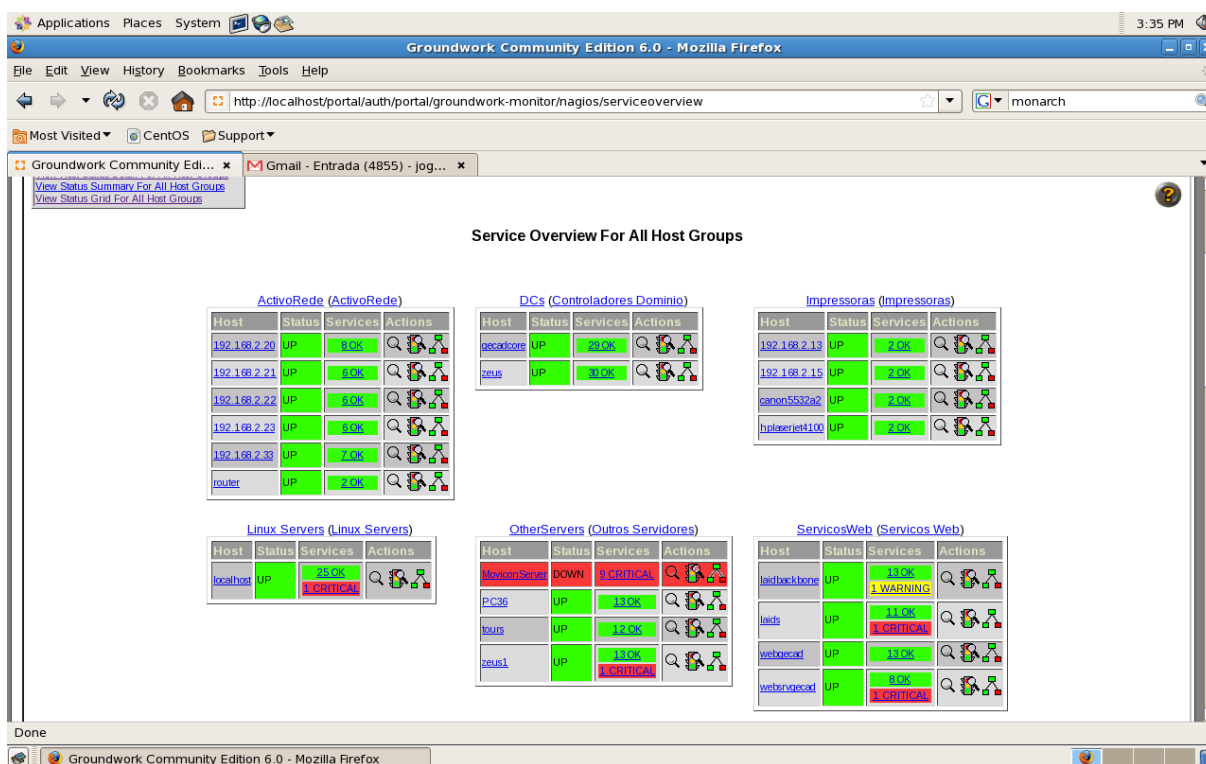 Applications Places System 3:35 PM
Groundwork Community Edition 6.0 - Mozilla Firefox
File Edit View History Bookmarks Tools Help
http://localhost/portal/auth/portal/groundwork-monitor/nagios/serviceoverview monarch
Most Visited CentOS Support
Groundwork Community Edi... Gmail - Entrada (4855) - jog...
View Status Summary For All Host Groups
View Status Grid For All Host Groups
Service Overview For All Host Groups
ActivoRede (ActivoRede)
Host Status Services Actions
192.168.2.20 UP 8 OK
192.168.2.21 UP 6 OK
192.168.2.22 UP 6 OK
192.168.2.23 UP 6 OK
192.168.2.33 UP 7 OK
router UP 2 OK
DCs (Controladores Dominio)
Host Status Services Actions
gecadcore UP 29 OK
zeus UP 30 OK
Impressoras (Impressoras)
Host Status Services Actions
192.168.2.13 UP 2 OK
192.168.2.15 UP 2 OK
canon5532a2 UP 2 OK
hplaserjet4100 UP 2 OK
Linux Servers (Linux Servers)
Host Status Services Actions
localhost UP 25 OK
1 CRITICAL
OtherServers (Outros Servidores)
Host Status Services Actions
MoviconServer DOWN 9 CRITICAL
PC36 UP 13 OK
tours UP 12 OK
zeus1 UP 13 OK
1 CRITICAL
ServicosWeb (Servicos Web)
Host Status Services Actions
laidbackbone UP 13 OK
1 WARNING
laids UP 11 OK
1 CRITICAL
webgecad UP 13 OK
websrvgecad UP 8 OK
1 CRITICAL
Done
Groundwork Community Edition 6.0 - Mozilla Firefox